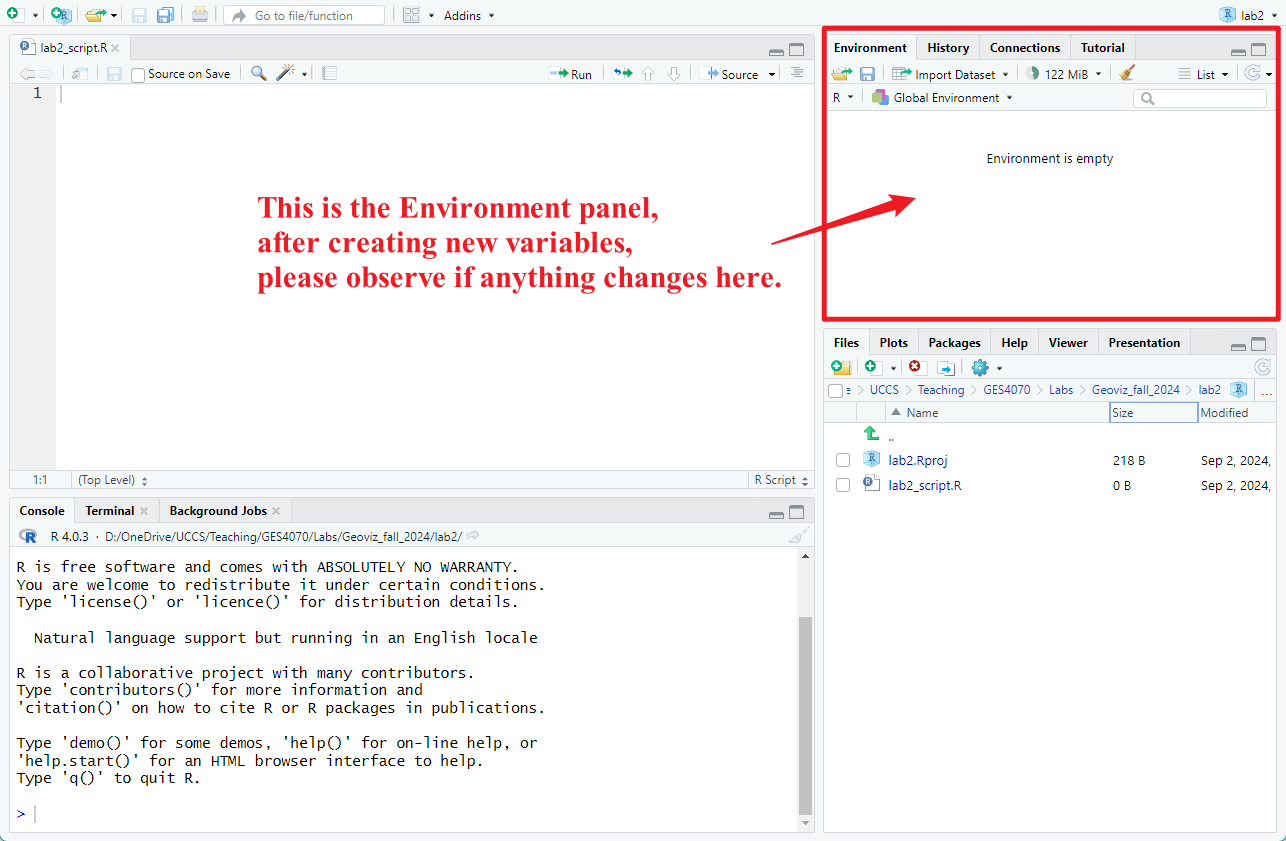 Go to file/function
Addins
lab2
lab2_script.R
Source on Save
Run
Source
1
This is the Environment panel,
after creating new variables,
please observe if anything changes here.
1:1
(Top Level)
R Script
Environment
History
Connections
Tutorial
Import Dataset
122 MiB
List
R
Global Environment
Environment is empty
Console
Terminal
Background Jobs
R 4.0.3 · D:/OneDrive/UCCS/Teaching/GES4070/Labs/Geoviz_fall_2024/lab2/
R is free software and comes with ABSOLUTELY NO WARRANTY.
You are welcome to redistribute it under certain conditions.
Type 'license()' or 'licence()' for distribution details.
Natural language support but running in an English locale
R is a collaborative project with many contributors.
Type 'contributors()' for more information and
'citation()' on how to cite R or R packages in publications.
Type 'demo()' for some demos, 'help()' for on-line help, or
'help.start()' for an HTML browser interface to help.
Type 'q()' to quit R.
>
Files
Plots
Packages
Help
Viewer
Presentation
e > UCCS > Teaching > GES4070 > Labs > Geoviz_fall_2024 > lab2
...
Name
Size
Modified
..
lab2.Rproj
218 B
Sep 2, 2024,
lab2_script.R
0 B
Sep 2, 2024,